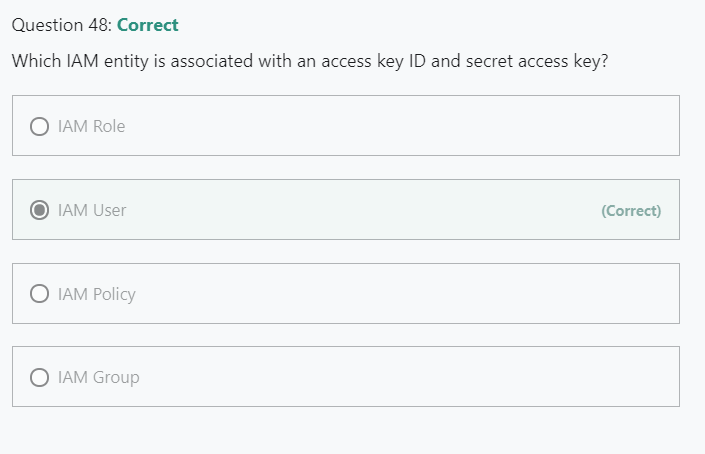 Question 48: Correct
Which IAM entity is associated with an access key ID and secret access key?
IAM Role
IAM User (Correct)
IAM Policy
IAM Group